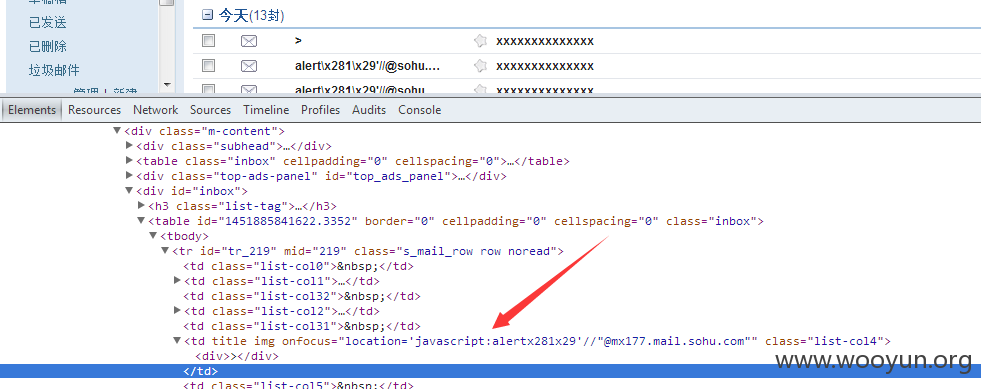 今天(13封)
已发送
> xxxxxxxxxxxxxx
已删除
alert\x281\x29'//@sohu.... xxxxxxxxxxxxxx
垃圾邮件
alert\x281\x29'//@sohu.... xxxxxxxxxxxxxx
Elements Resources Network Sources Timeline Profiles Audits Console
▼<div class="m-content">
▶<div class="subhead">…</div>
▶<table class="inbox" cellpadding="0" cellspacing="0">…</table>
▶<div class="top-ads-panel" id="top_ads_panel">…</div>
▼<div id="inbox">
▶<h3 class="list-tag">…</h3>
▼<table id="1451885841622.3352" border="0" cellpadding="0" cellspacing="0" class="inbox">
▼<tbody>
▼<tr id="tr_219" mid="219" class="s_mail_row row noread">
<td class="list-col0">&nbsp;</td>
▶<td class="list-col1">…</td>
<td class="list-col32">&nbsp;</td>
▶<td class="list-col2">…</td>
<td class="list-col31">&nbsp;</td>
▼<td title img onfocus="location='javascript:alertx281x29'//"@mx177.mail.sohu.com"" class="list-col4">
<div>></div>
</td>
<td class="list-col5">&nbsp;</td>
www.wooyun.org